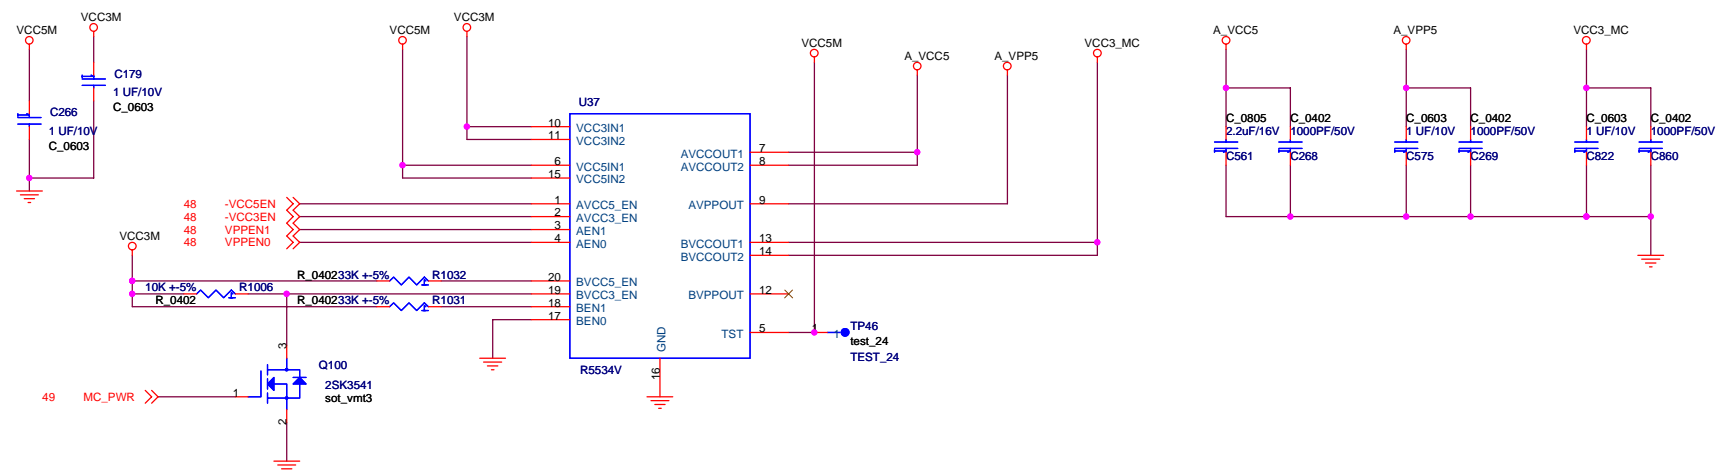 VCC5M
VCC3M
C179
1 UF/10V
C_0603
C266
1 UF/10V
C_0603
VCC5M
VCC3M
U37
10 VCC3IN1
11 VCC3IN2
6 VCC5IN1
15 VCC5IN2
48 -VCC5EN 1 AVCC5_EN
48 -VCC3EN 2 AVCC3_EN
48 VPPEN1 3 AEN1
48 VPPEN0 4 AEN0
VCC3M
R_0402 33K +-5% R1032 20 BVCC5_EN
10K +-5% R1006 19 BVCC3_EN
R_0402
R_0402 33K +-5% R1031 18 BEN1
17 BEN0
AVCCOUT1 7
AVCCOUT2 8
AVPPOUT 9
BVCCOUT1 13
BVCCOUT2 14
BVPPOUT 12
TST 5
GND
16
R5534V
VCC5M
A_VCC5
A_VPP5
VCC3_MC
1
1
TP46
test_24
TEST_24
3
Q100
2SK3541
sot_vmt3
49 MC_PWR 1
2
A_VCC5
C_0805
2.2uF/16V
C561
C_0402
1000PF/50V
C268
A_VPP5
C_0603
1 UF/10V
C575
C_0402
1000PF/50V
C269
VCC3_MC
C_0603
1 UF/10V
C822
C_0402
1000PF/50V
C860